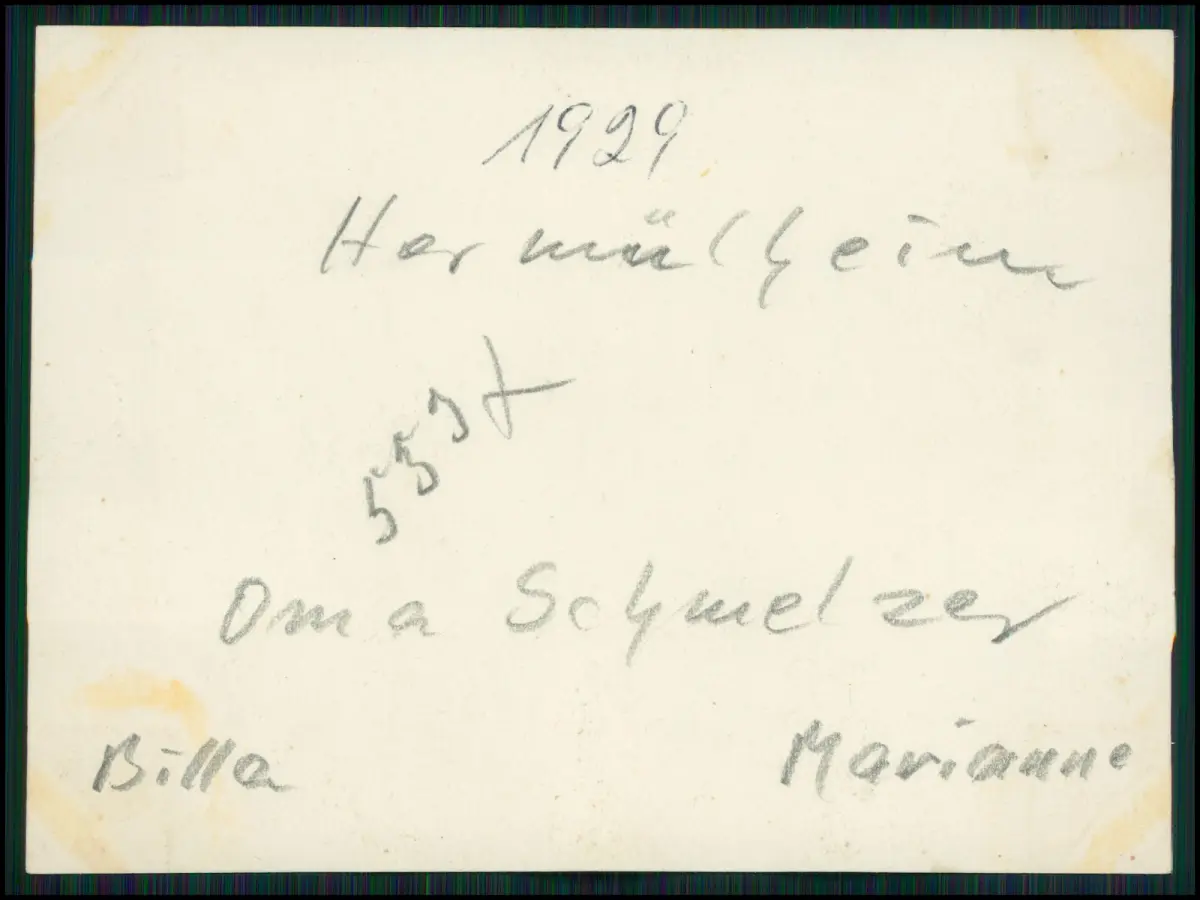 1929
Hermülheim
Oma Schmelzer
Billa Marianne